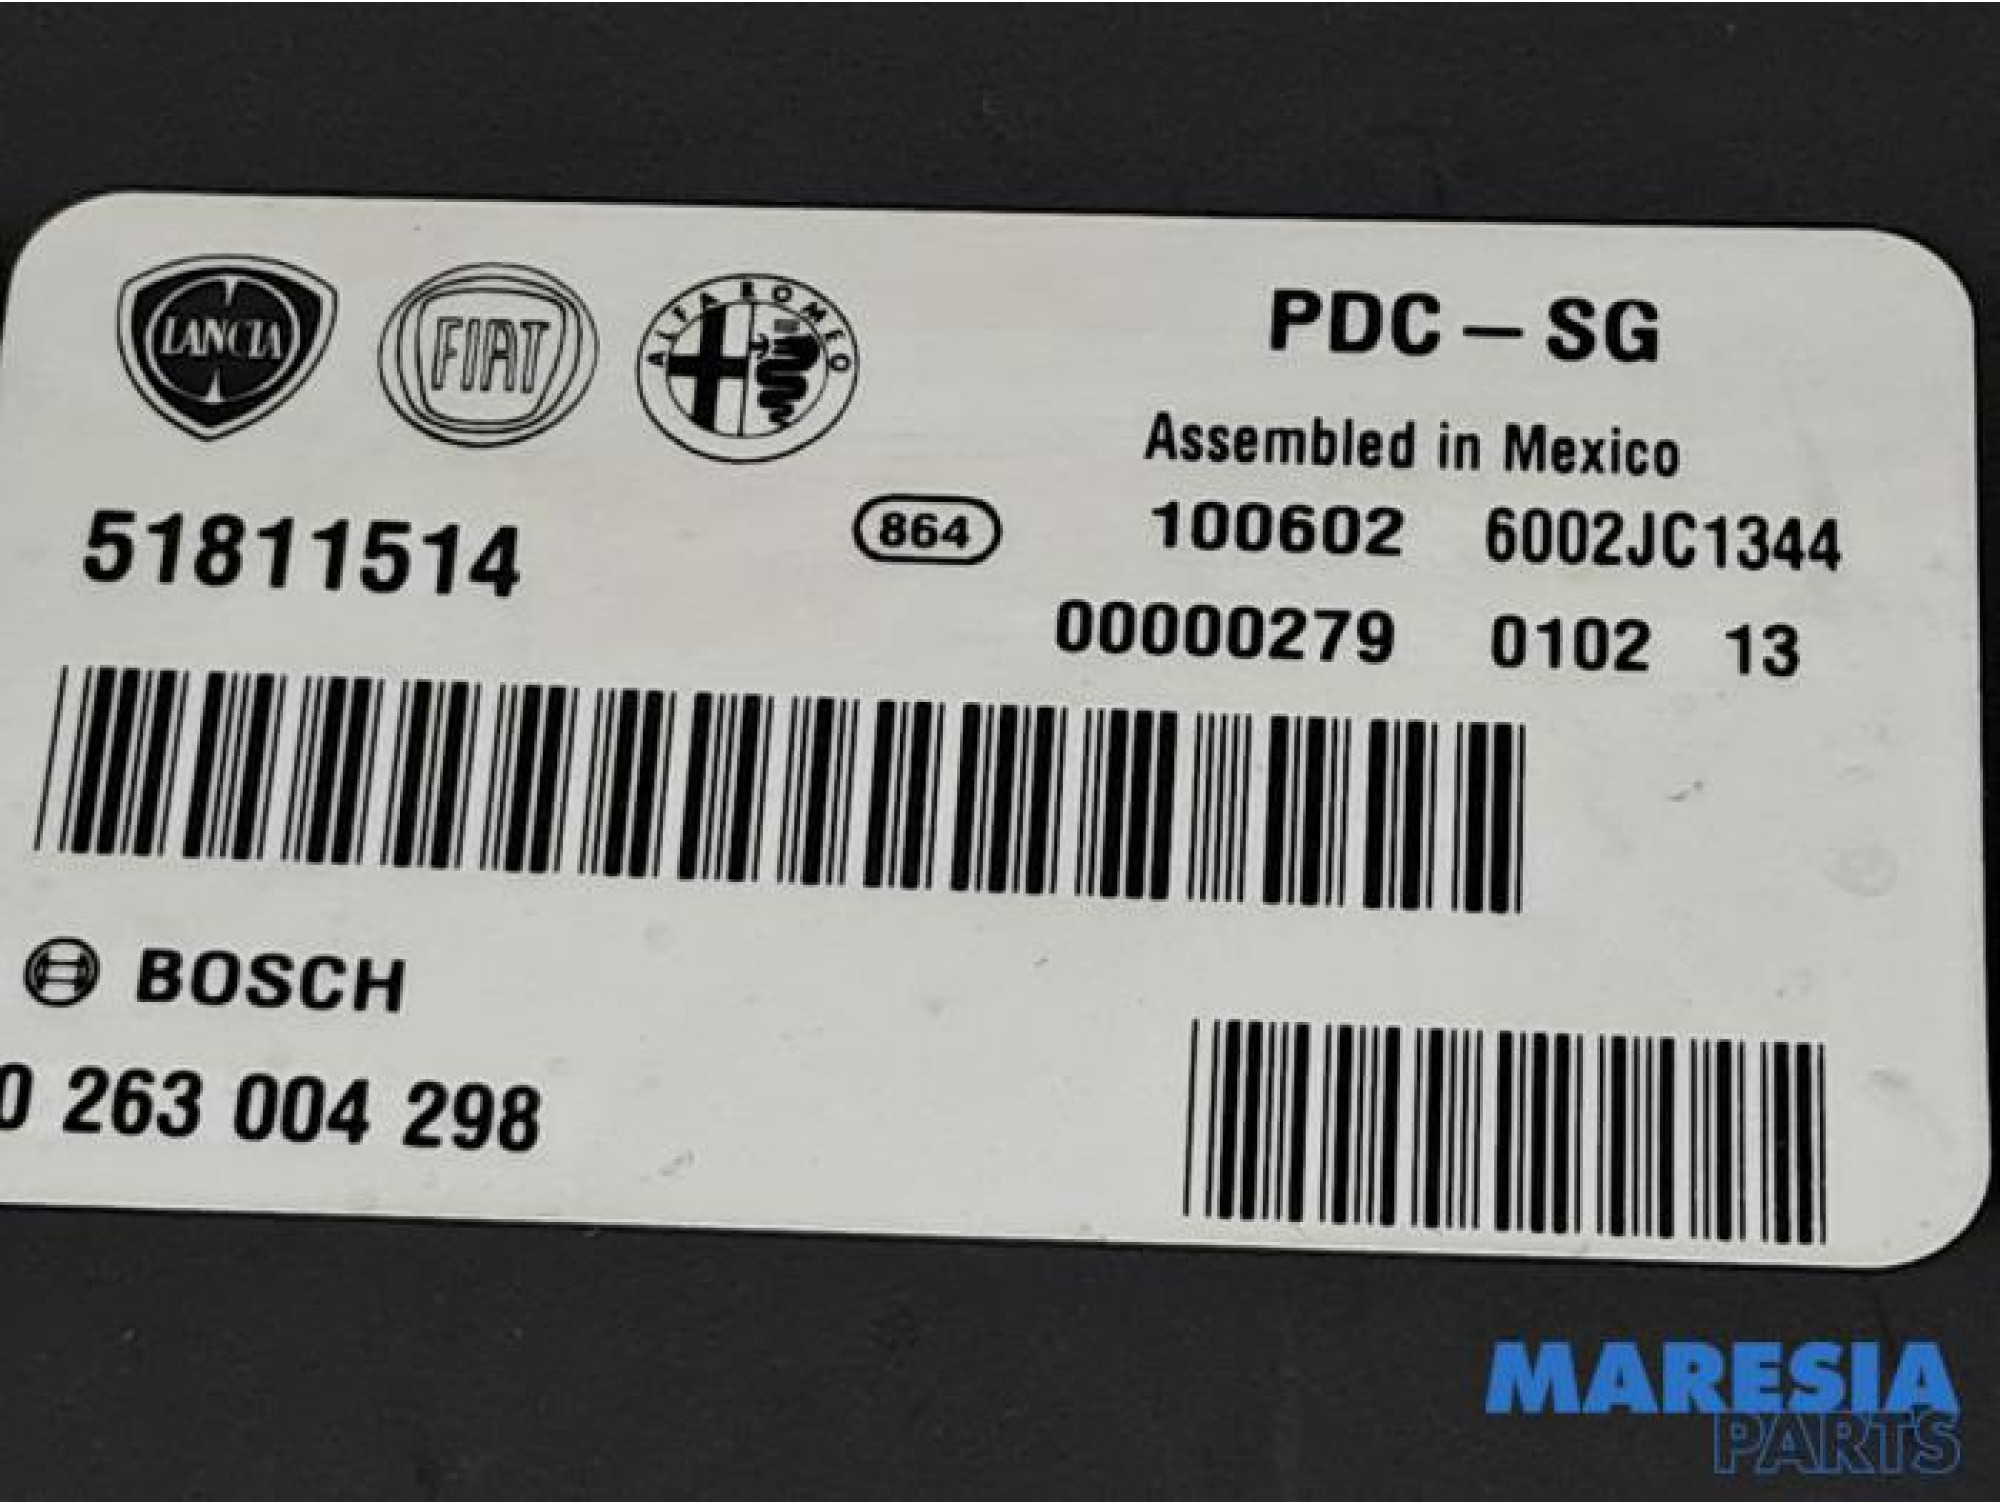 LANCIA FIAT ALFA ROMEO
PDC - SG
Assembled in Mexico
51811514 864 100602 6002JC1344
00000279 0102 13
BOSCH
0 263 004 298
MARESIA
PARTS